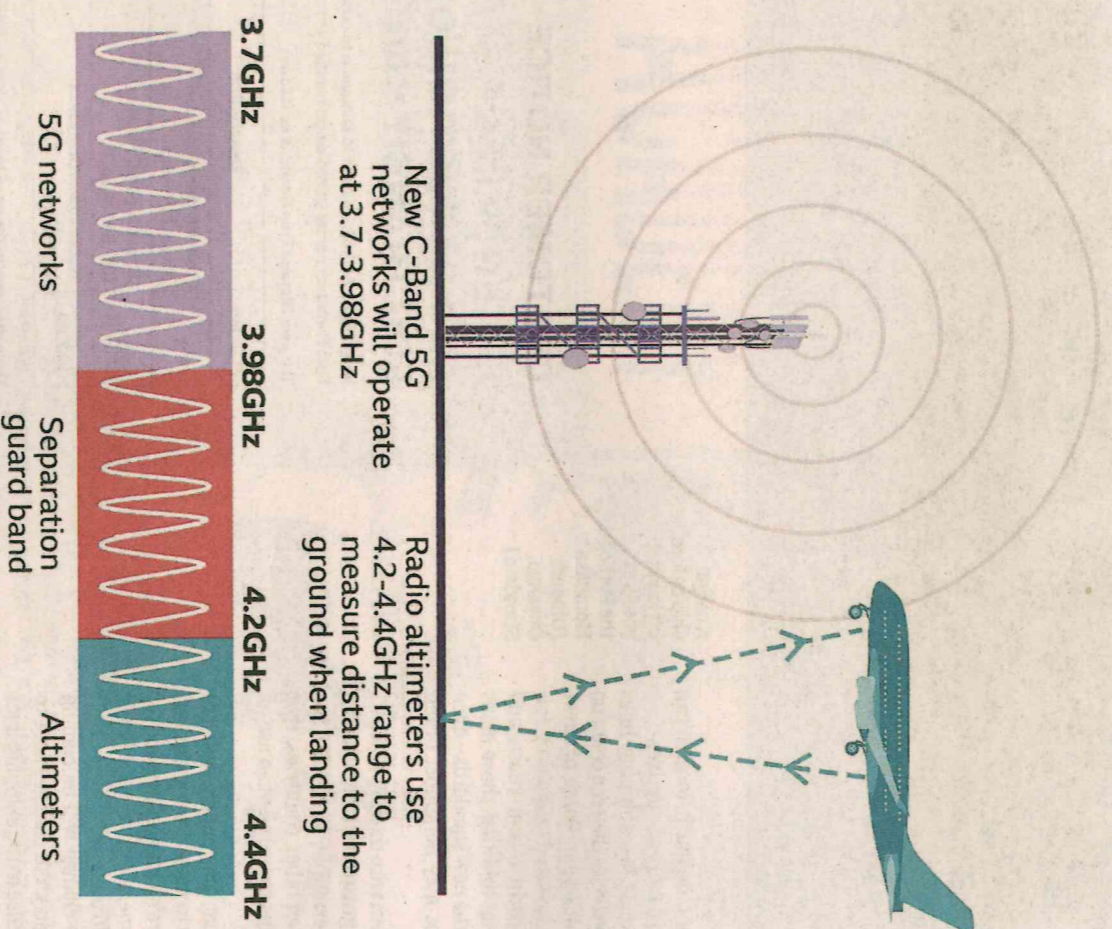 New C-Band 5G
networks will operate
at 3.7-3.98GHz
Radio altimeters use
4.2-4.4GHz range to
measure distance to the
ground when landing
3.7GHz
3.98GHz
4.2GHz
4.4GHz
5G networks
Separation
guard band
Altimeters